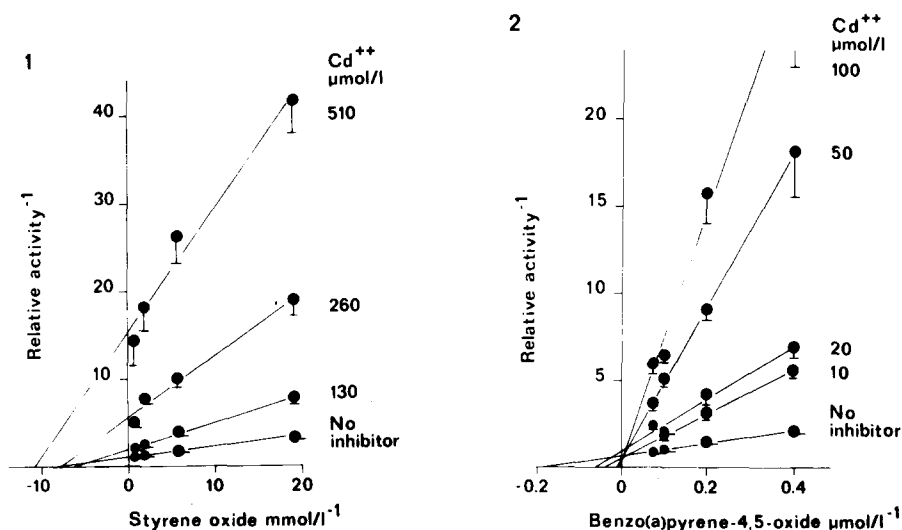 1
Cd++
µmol/l
510
260
130
No
inhibitor
40
30
20
10
Relative activity-1
-10
0
10
20
Styrene oxide mmol/l-1
2
Cd++
µmol/l
100
50
20
10
No
inhibitor
20
15
10
5
Relative activity-1
-0.2
0
0.2
0.4
Benzo(a)pyrene-4,5-oxide µmol/l-1